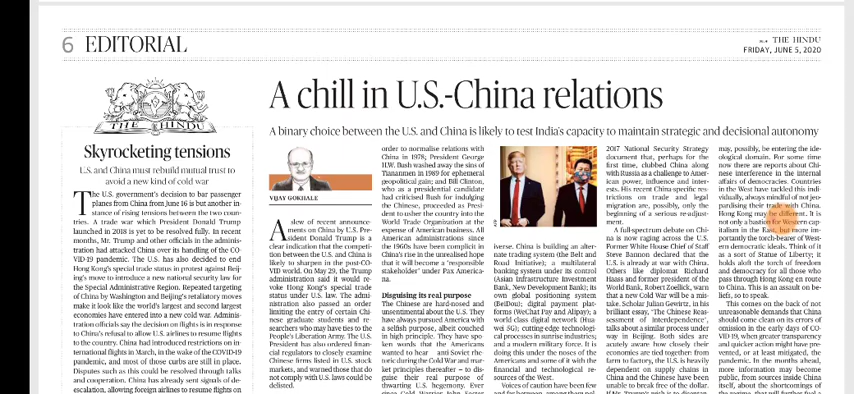 6 EDITORIAL
THE HINDU
FRIDAY, JUNE 5, 2020
THE HINDU
Skyrocketing tensions
U.S. and China must rebuild mutual trust to
avoid a new kind of cold war
The U.S. government's decision to bar passenger
planes from China from June 16 is but another in-
stance of rising tensions between the two coun-
tries. A trade war which President Donald Trump
launched in 2018 is yet to be resolved fully. In recent
months, Mr. Trump and other officials in the adminis-
tration had attacked China over its handling of the CO-
VID-19 pandemic. The U.S. has also decided to end
Hong Kong's special trade status in protest against Beij-
ing's move to introduce a new national security law for
the Special Administrative Region. Repeated targeting
of China by Washington and Beijing's retaliatory moves
make it look like the world's largest and second largest
economies have entered into a new cold war. Adminis-
tration officials say the decision on flights is in response
to China's refusal to allow U.S. airlines to resume flights
to the country. China had introduced restrictions on in-
ternational flights in March, in the wake of the COVID-19
pandemic, and most of those curbs are still in place.
Disputes such as this could be resolved through talks
and cooperation. China has already sent signals of de-
escalation, allowing foreign airlines to resume flights on
A chill in U.S.-China relations
A binary choice between the U.S. and China is likely to test India's capacity to maintain strategic and decisional autonomy
VIJAY GOKHALE
A slew of recent announce-
ments on China by U.S. Pre-
sident Donald Trump is a
clear indication that the competi-
tion between the U.S. and China is
likely to sharpen in the post-CO-
VID world. On May 29, the Trump
administration said it would re-
voke Hong Kong's special trade
status under U.S. law. The admi-
nistration also passed an order
limiting the entry of certain Chi-
nese graduate students and re-
searchers who may have ties to the
People's Liberation Army. The U.S.
President has also ordered finan-
cial regulators to closely examine
Chinese firms listed in U.S. stock
markets, and warned those that do
not comply with U.S. laws could be
delisted.
order to normalise relations with
China in 1978; President George
H.W. Bush washed away the sins of
Tiananmen in 1989 for ephemeral
geopolitical gain; and Bill Clinton,
who as a presidential candidate
had criticised Bush for indulging
the Chinese, proceeded as Presi-
dent to usher the country into the
World Trade Organization at the
expense of American business. All
American administrations since
the 1960s have been complicit in
China's rise in the unrealised hope
that it will become a 'responsible
stakeholder' under Pax America-
na.
Disguising its real purpose
The Chinese are hard-nosed and
unsentimental about the U.S. They
have always pursued America with
a selfish purpose, albeit couched
in high principle. They have spo-
ken words that the Americans
wanted to hear anti Soviet rhe-
toric during the Cold War and mar-
ket principles thereafter – to dis-
guise their real purpose of
thwarting U.S. hegemony. Ever
since Cold Warrior John Foster
iverse. China is building an alter-
nate trading system (the Belt and
Road Initiative); a multilateral
banking system under its control
(Asian Infrastructure Investment
Bank, New Development Bank); its
own global positioning system
(BeiDou); digital payment plat-
forms (WeChat Pay and Alipay); a
world class digital network (Hua-
wei 5G); cutting edge technologi-
cal processes in sunrise industries;
and a modern military force. It is
doing this under the noses of the
Americans and some of it with the
financial and technological re-
sources of the West.
Voices of caution have been few
and far between, among them pol-
2017 National Security Strategy
document that, perhaps for the
first time, clubbed China along
with Russia as a challenge to Amer-
ican power, influence and inter-
ests. His recent China-specific re-
strictions on trade and legal
migration are, possibly, only the
beginning of a serious re-adjust-
ment.
A full-spectrum debate on Chi-
na is now raging across the U.S.
Former White House Chief of Staff
Steve Bannon declared that the
U.S. is already at war with China.
Others like diplomat Richard
Haass and former president of the
World Bank, Robert Zoellick, warn
that a new Cold War will be a mis-
take. Scholar Julian Gewirtz, in his
brilliant essay, 'The Chinese Reas-
sessment of Interdependence',
talks about a similar process under
way in Beijing. Both sides are
acutely aware how closely their
economies are tied together: from
farm to factory, the U.S. is heavily
dependent on supply chains in
China and the Chinese have been
unable to break free of the dollar.
If Mr. Trump's wish is to disen-
may, possibly, be entering the ide-
ological domain. For some time
now there are reports about Chi-
nese interference in the internal
affairs of democracies. Countries
in the West have tackled this indi-
vidually, always mindful of not jeo-
pardising their trade with China.
Hong Kong may be different. It is
not only a bastion for Western cap-
italism in the East, but more im-
portantly the torch-bearer of West-
ern democratic ideals. Think of it
as a sort of Statue of Liberty; it
holds aloft the torch of freedom
and democracy for all those who
pass through Hong Kong en route
to China. This is an assault on be-
liefs, so to speak.
This comes on the back of not
unreasonable demands that China
should come clean on its errors of
omission in the early days of CO-
VID-19, when greater transparency
and quicker action might have pre-
vented, or at least mitigated, the
pandemic. In the months ahead,
more information may become
public, from sources inside China
itself, about the shortcomings of